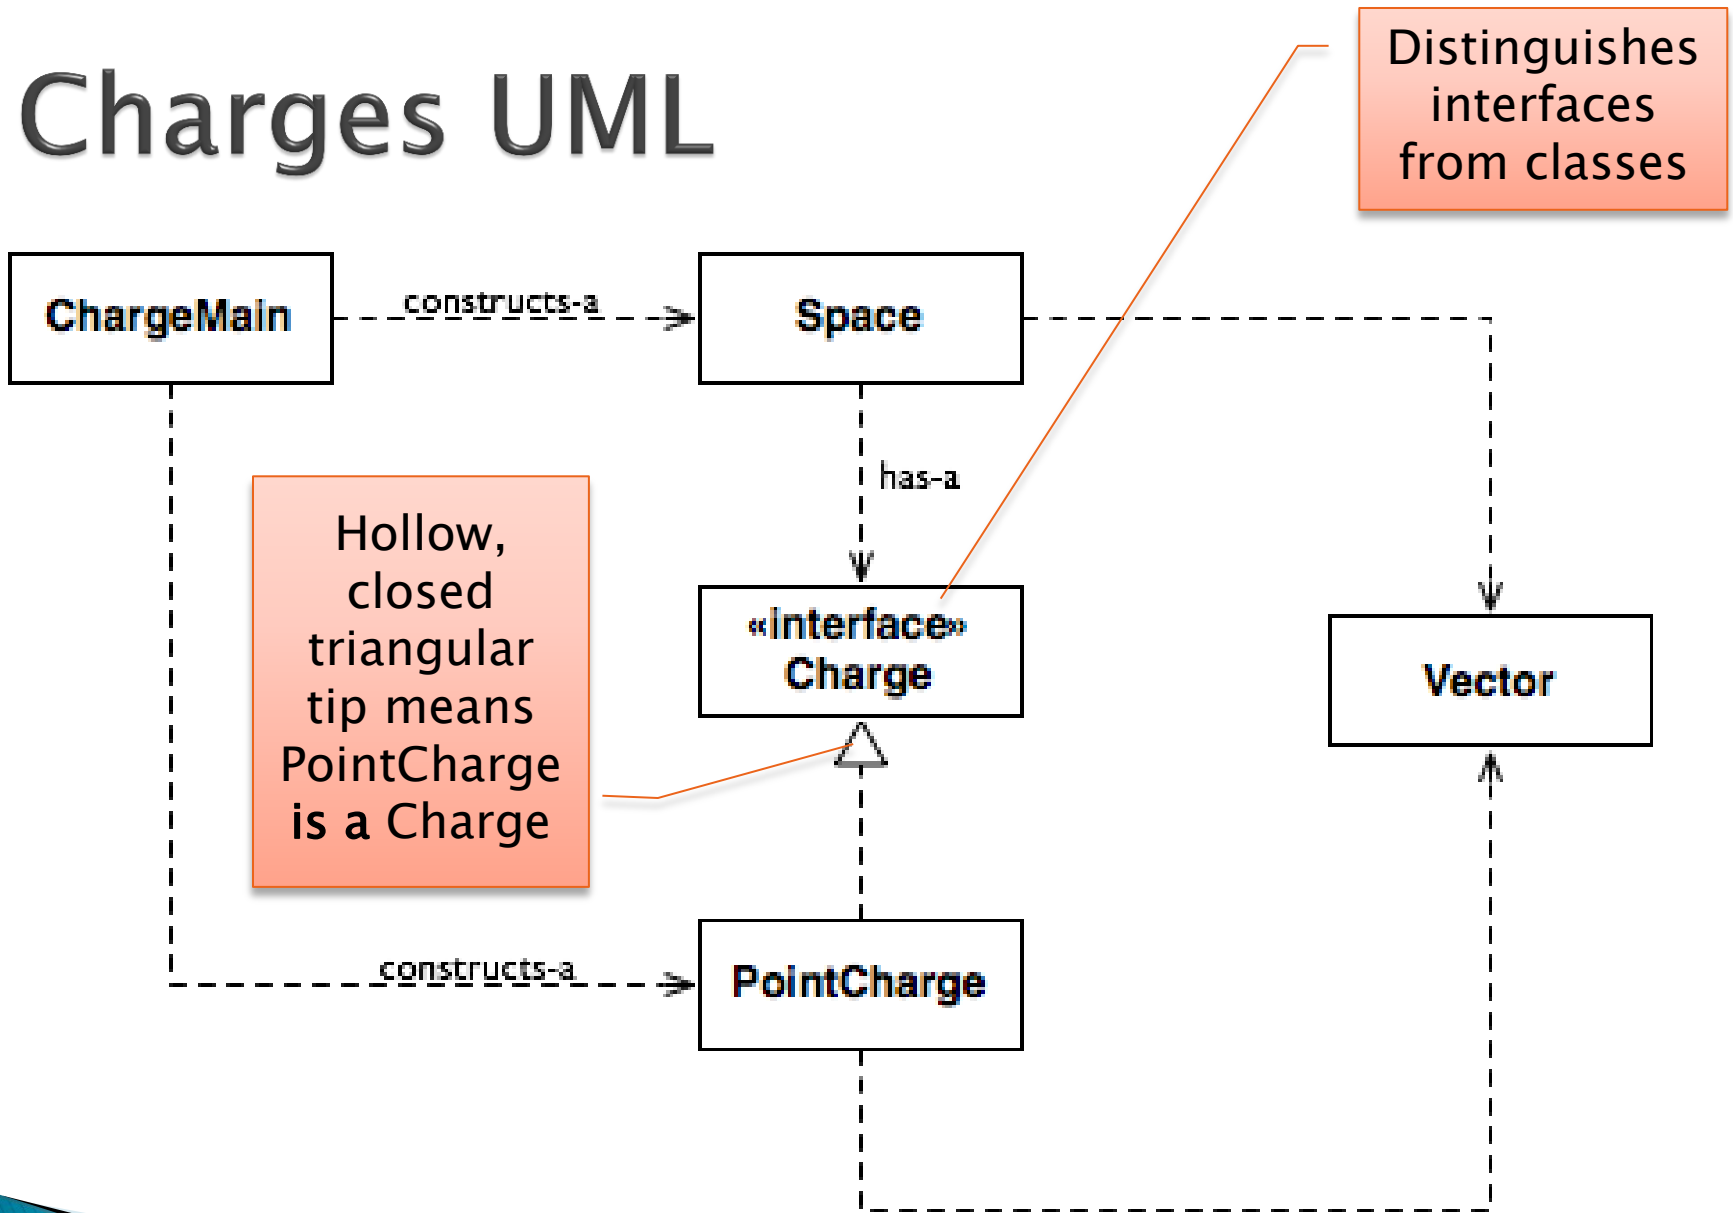 Charges UML
Distinguishes
interfaces
from classes
ChargeMain
constructs-a
Space
has-a
Hollow,
closed
triangular
tip means
PointCharge
is a Charge
«interface»
Charge
Vector
constructs-a
PointCharge